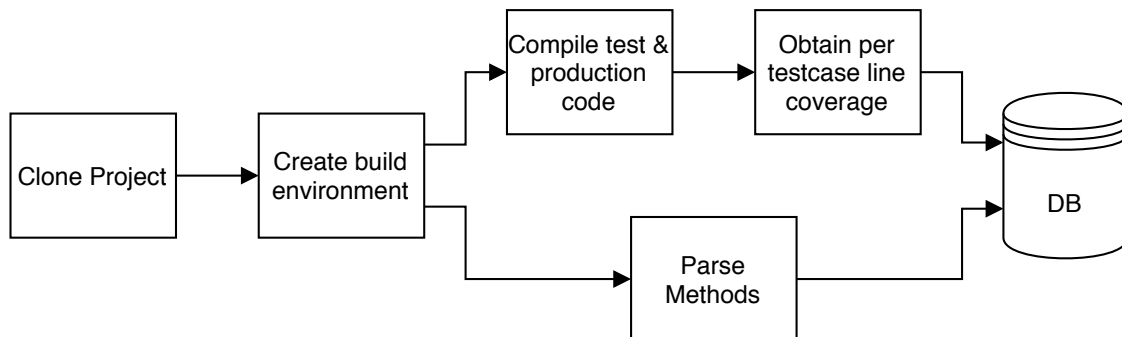 Clone Project
Create build
environment
Compile test &
production
code
Obtain per
testcase line
coverage
Parse
Methods
DB